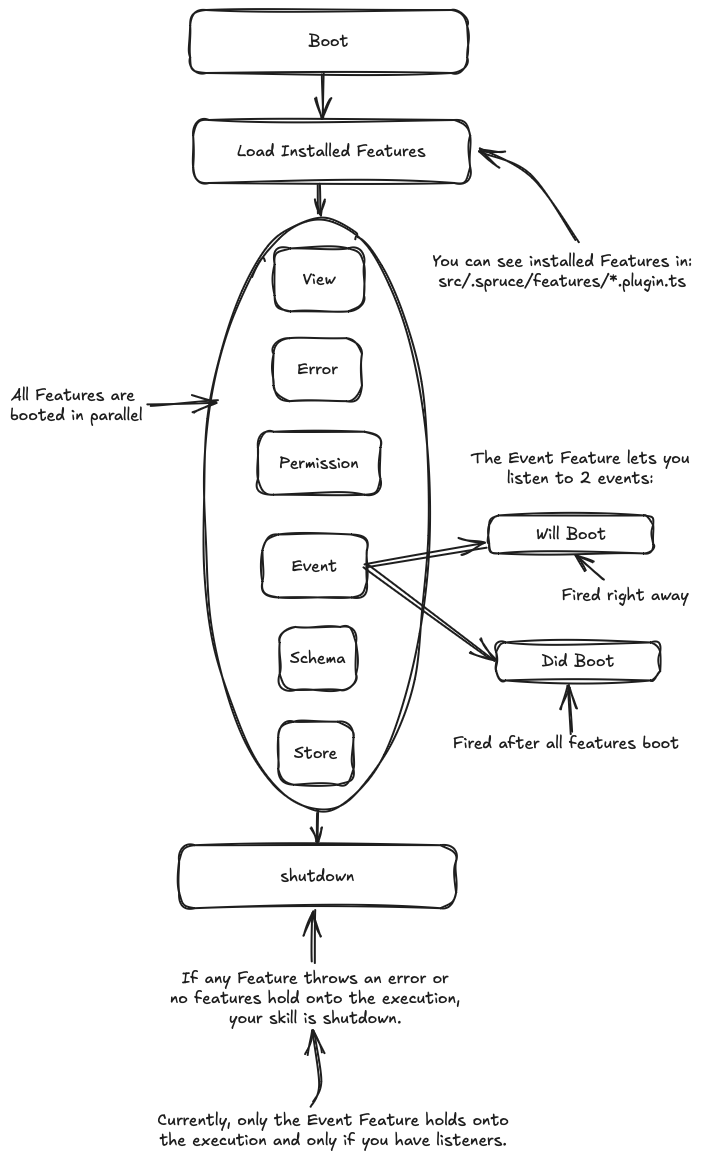 Boot
Load Installed Features
You can see installed Features in:
src/.spruce/features/*.plugin.ts
View
Error
All Features are
booted in parallel
Permission
The Event Feature lets you
listen to 2 events:
Will Boot
Event
Fired right away
Schema
Did Boot
Fired after all features boot
Store
shutdown
If any Feature throws an error or
no features hold onto the execution,
your skill is shutdown.
Currently, only the Event Feature holds onto
the execution and only if you have listeners.